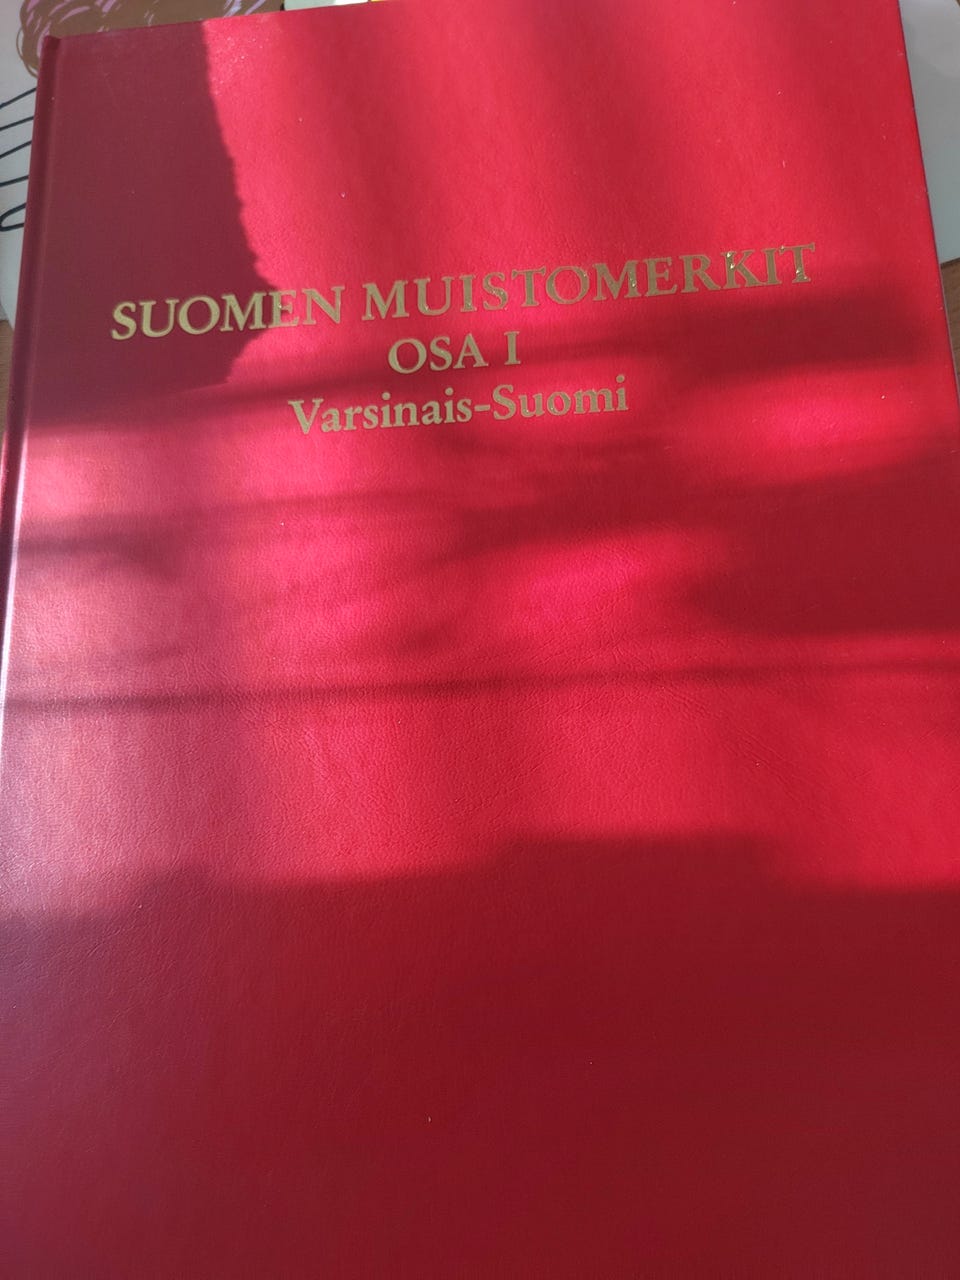 SUOMEN MUISTOMERKIT
OSA I
Varsinais-Suomi